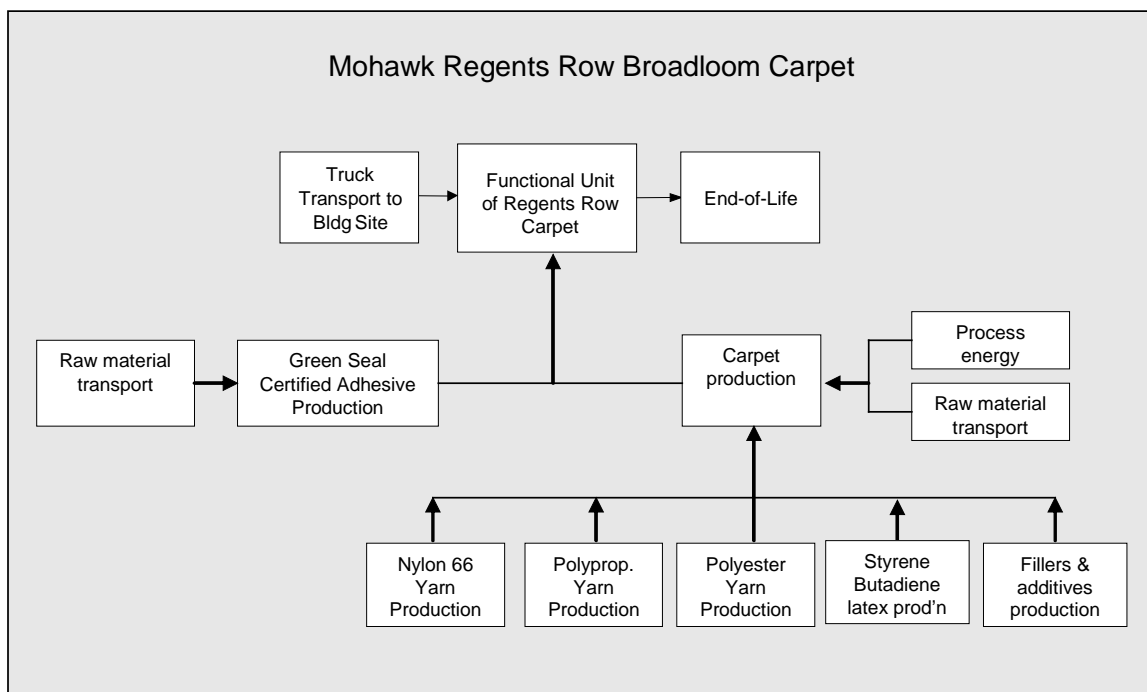 Mohawk Regents Row Broadloom Carpet
Truck
Transport to
Bldg Site
Functional Unit
of Regents Row
Carpet
End-of-Life
Raw material
transport
Green Seal
Certified Adhesive
Production
Carpet
production
Process
energy
Raw material
transport
Nylon 66
Yarn
Production
Polyprop.
Yarn
Production
Polyester
Yarn
Production
Styrene
Butadiene
latex prod'n
Fillers &
additives
production